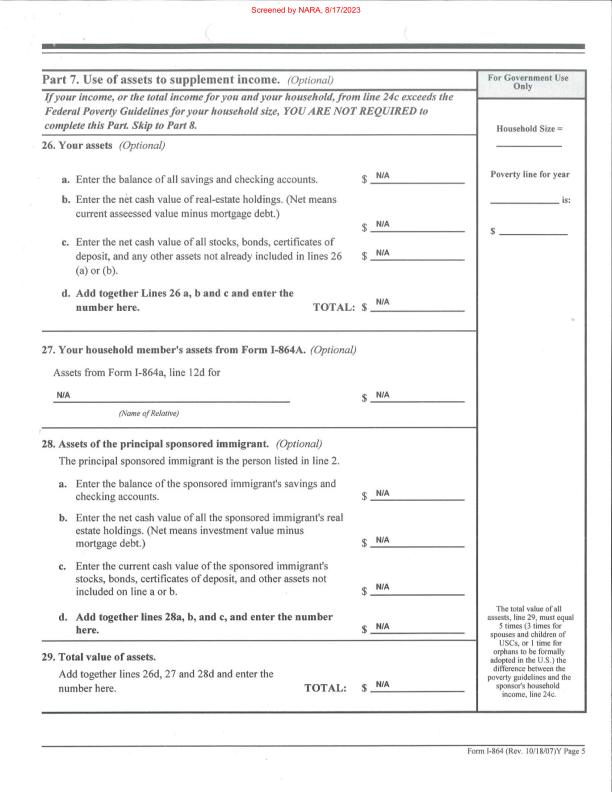 Screened by NARA, 8/17/2023
Part 7. Use of assets to supplement income. (Optional)
If your income, or the total income for you and your household, from line 24c exceeds the
Federal Poverty Guidelines for your household size, YOU ARE NOT REQUIRED to
complete this Part. Skip to Part 8.
For Government Use
Only
Household Size =
Poverty line for year
is:
$
26. Your assets (Optional)
a. Enter the balance of all savings and checking accounts. $ N/A
b. Enter the net cash value of real-estate holdings. (Net means
current asseessed value minus mortgage debt.) $ N/A
c. Enter the net cash value of all stocks, bonds, certificates of
deposit, and any other assets not already included in lines 26 $ N/A
(a) or (b).
d. Add together Lines 26 a, b and c and enter the
number here. TOTAL: $ N/A
27. Your household member's assets from Form I-864A. (Optional)
Assets from Form I-864a, line 12d for
N/A $ N/A
(Name of Relative)
28. Assets of the principal sponsored immigrant. (Optional)
The principal sponsored immigrant is the person listed in line 2.
a. Enter the balance of the sponsored immigrant's savings and
checking accounts. $ N/A
b. Enter the net cash value of all the sponsored immigrant's real
estate holdings. (Net means investment value minus
mortgage debt.) $ N/A
c. Enter the current cash value of the sponsored immigrant's
stocks, bonds, certificates of deposit, and other assets not
included on line a or b. $ N/A
d. Add together lines 28a, b, and c, and enter the number
here. $ N/A
29. Total value of assets.
Add together lines 26d, 27 and 28d and enter the
number here. TOTAL: $ N/A
The total value of all
assests, line 29, must equal
5 times (3 times for
spouses and children of
USCs, or 1 time for
orphans to be formally
adopted in the U.S.) the
difference between the
poverty guidelines and the
sponsor's household
income, line 24c.
Form I-864 (Rev. 10/18/07)Y Page 5